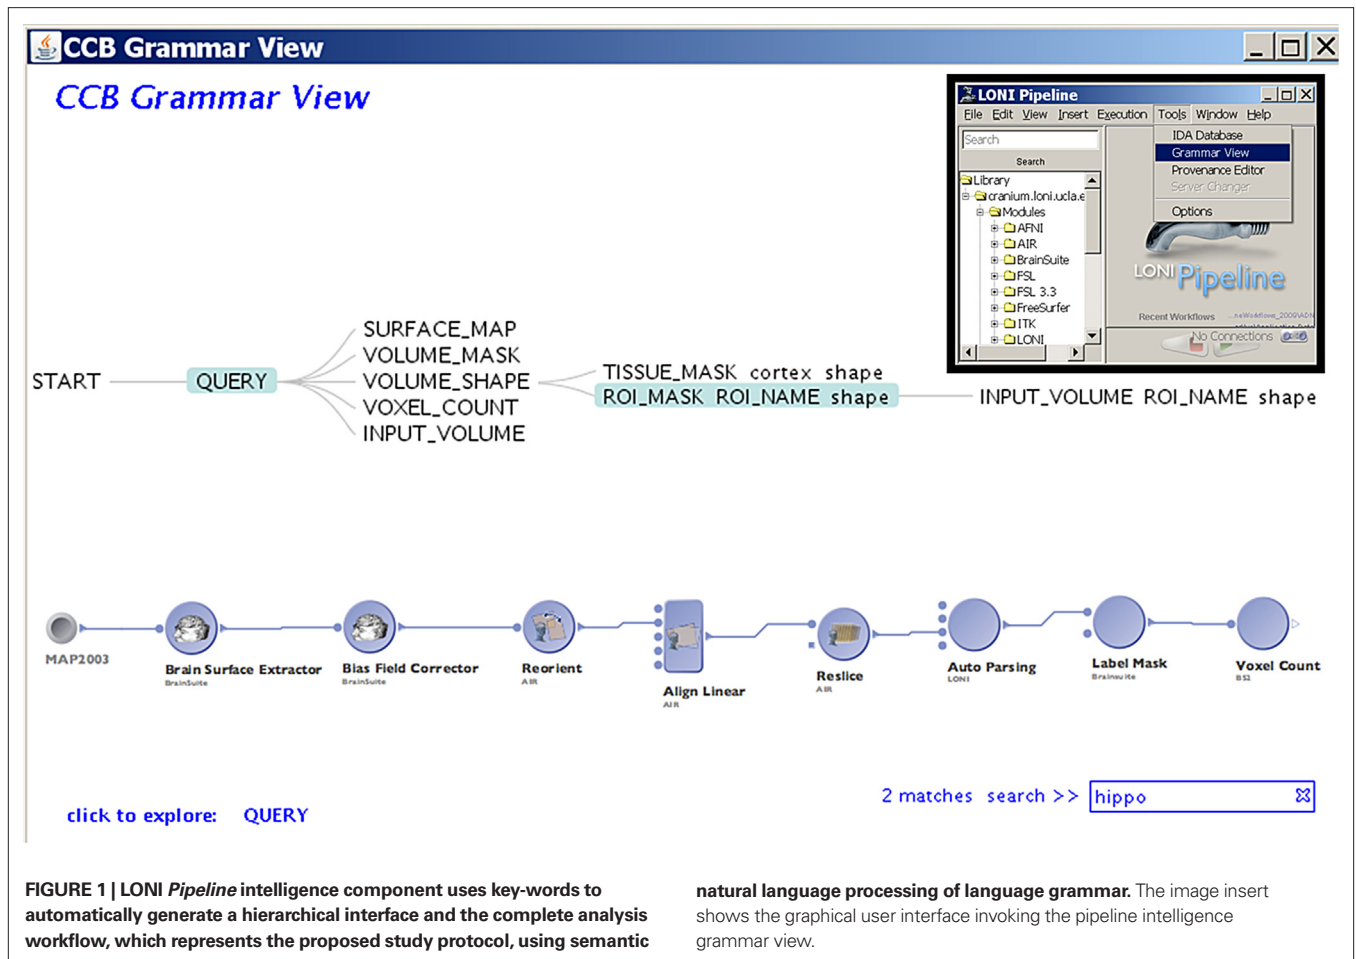 CCB Grammar View
CCB Grammar View
LONI Pipeline
File Edit View Insert Execution Tools Window Help
Search
Search
Library
cranium.loni.ucla.e
Modules
AFNI
AIR
BrainSuite
FSL
FSL 3.3
FreeSurfer
ITK
LONI
IDA Database
Grammar View
Provenance Editor
Server Changer
Options
LONI Pipeline
Recent Workflows
No Connections
START
QUERY
SURFACE_MAP
VOLUME_MASK
VOLUME_SHAPE
VOXEL_COUNT
INPUT_VOLUME
TISSUE_MASK cortex shape
ROI_MASK ROI_NAME shape
INPUT_VOLUME ROI_NAME shape
MAP2003
Brain Surface Extractor
BrainSuite
Bias Field Corrector
BrainSuite
Reorient
AIR
Align Linear
AIR
Reslice
AIR
Auto Parsing
LONI
Label Mask
Brainsuite
Voxel Count
BS2
2 matches search >> hippo
click to explore: QUERY
FIGURE 1 | LONI Pipeline intelligence component uses key-words to
automatically generate a hierarchical interface and the complete analysis
workflow, which represents the proposed study protocol, using semantic
natural language processing of language grammar. The image insert
shows the graphical user interface invoking the pipeline intelligence
grammar view.